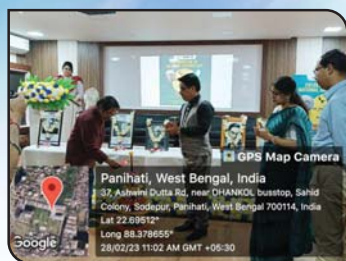 GPS Map Camera
Panihati, West Bengal, India
37, Ashwini Dutta Rd, near DHANKOL busstop, Sahid
Colony, Sodepur, Panihati, West Bengal 700114, India
Lat 22.69512°
Long 88.378655°
28/02/23 11:02 AM GMT +05:30
Google